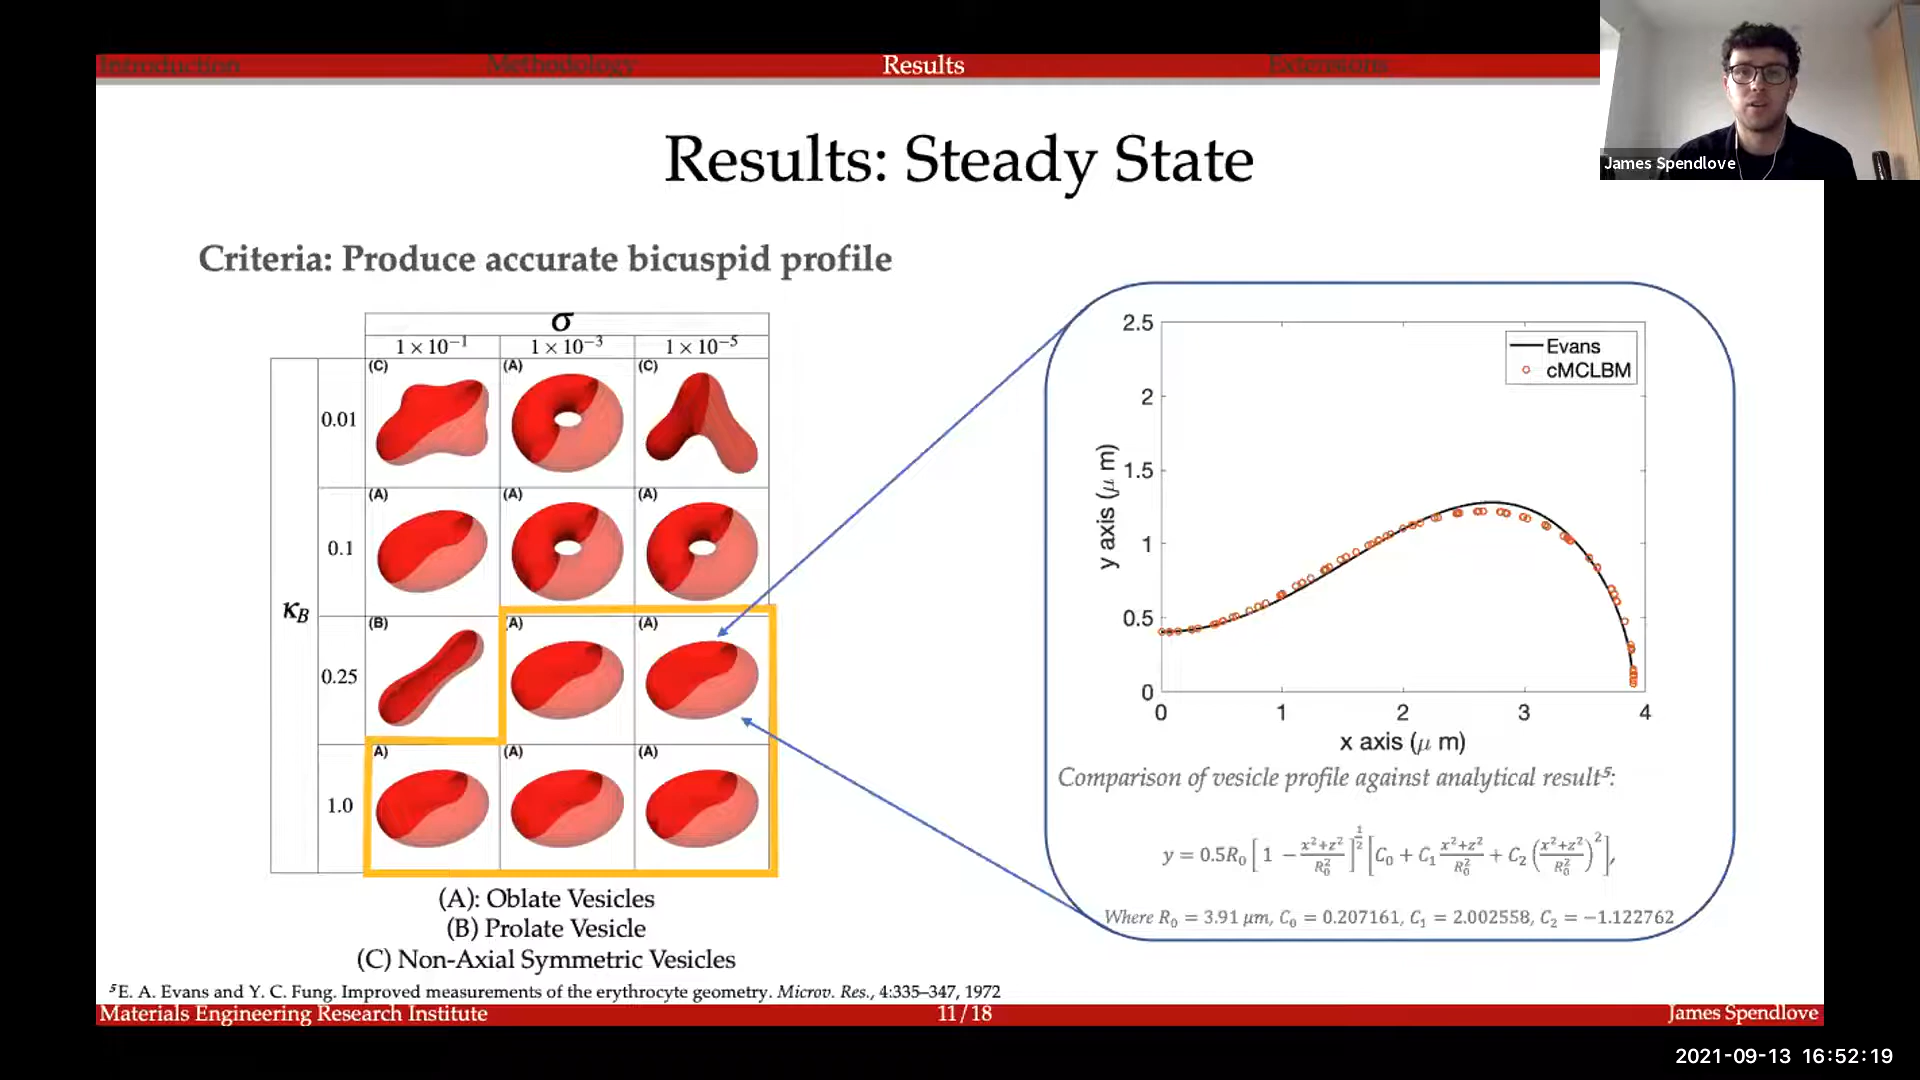 Introduction Methodology Results Extensions
James Spendlove
Results: Steady State
Criteria: Produce accurate bicuspid profile
σ
1 × 10⁻¹ 1 × 10⁻³ 1 × 10⁻⁵
(C) (A) (C)
0.01
(A) (A) (A)
0.1
κ_B
(B) (A) (A)
0.25
A) (A) (A)
1.0
(A): Oblate Vesicles
(B) Prolate Vesicle
(C) Non-Axial Symmetric Vesicles
2.5
2
1.5
1
0.5
0
y axis (μ m)
Evans
cMCLBM
0 1 2 3 4
x axis (μ m)
Comparison of vesicle profile against analytical result⁵:
y = 0.5R₀ [1 − (x²+z²)/R₀²]^(1/2) [C₀ + C₁ (x²+z²)/R₀² + C₂ ((x²+z²)/R₀²)²],
Where R₀ = 3.91 μm, C₀ = 0.207161, C₁ = 2.002558, C₂ = −1.122762
⁵E. A. Evans and Y. C. Fung. Improved measurements of the erythrocyte geometry. Microv. Res., 4:335–347, 1972
Materials Engineering Research Institute 11/18 James Spendlove
2021-09-13 16:52:19